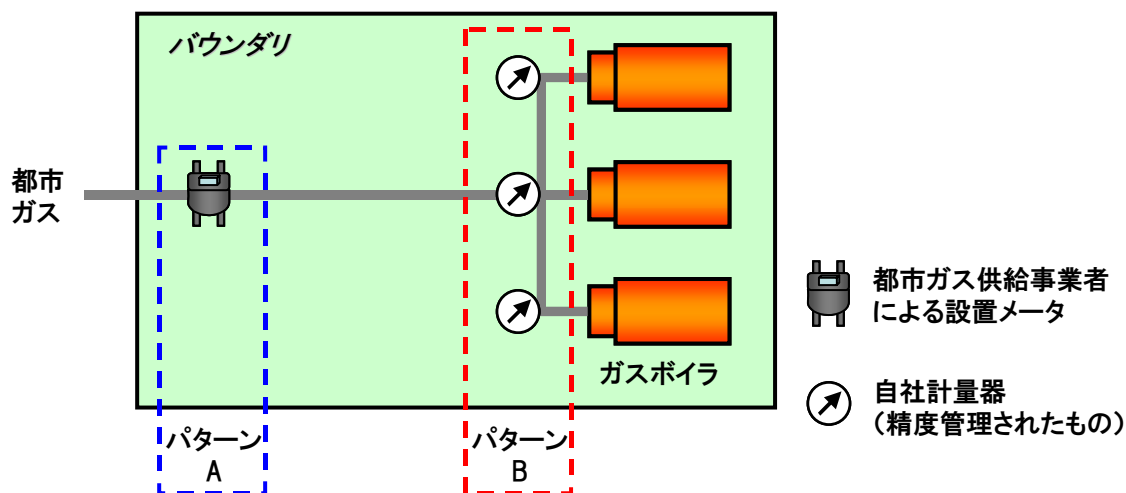 バウンダリ
都市
ガス
ガスボイラ
パターン
A
パターン
B
都市ガス供給事業者
による設置メータ
自社計量器
(精度管理されたもの)